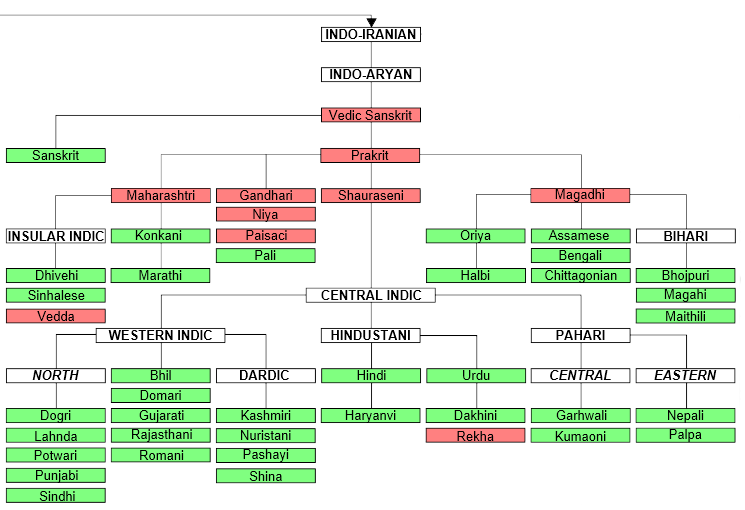 INDO-IRANIAN
INDO-ARYAN
Vedic Sanskrit
Sanskrit
Prakrit
Maharashtri
Gandhari
Shauraseni
Magadhi
Niya
INSULAR INDIC
Konkani
Paisaci
Oriya
Assamese
BIHARI
Pali
Bengali
Dhivehi
Marathi
Halbi
Chittagonian
Bhojpuri
Sinhalese
CENTRAL INDIC
Magahi
Vedda
Maithili
WESTERN INDIC
HINDUSTANI
PAHARI
NORTH
Bhil
DARDIC
Hindi
Urdu
CENTRAL
EASTERN
Domari
Dogri
Gujarati
Kashmiri
Haryanvi
Dakhini
Garhwali
Nepali
Lahnda
Rajasthani
Nuristani
Rekha
Kumaoni
Palpa
Potwari
Romani
Pashayi
Punjabi
Shina
Sindhi